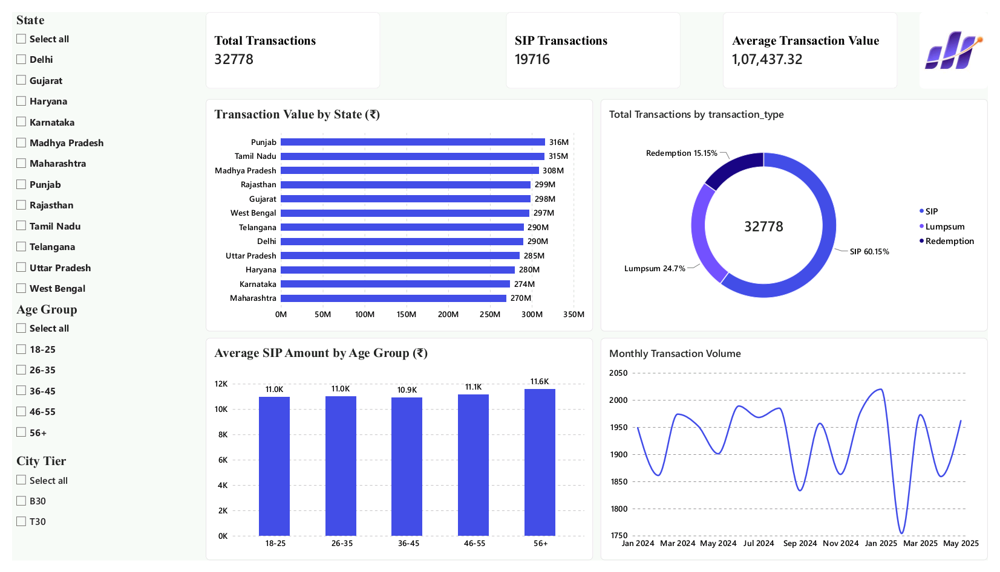 State
Select all
Delhi
Gujarat
Haryana
Karnataka
Madhya Pradesh
Maharashtra
Punjab
Rajasthan
Tamil Nadu
Telangana
Uttar Pradesh
West Bengal
Age Group
Select all
18-25
26-35
36-45
46-55
56+
City Tier
Select all
B30
T30
Total Transactions
32778
SIP Transactions
19716
Average Transaction Value
1,07,437.32
Transaction Value by State (₹)
Punjab 316M
Tamil Nadu 315M
Madhya Pradesh 308M
Rajasthan 299M
Gujarat 298M
West Bengal 297M
Telangana 290M
Delhi 290M
Uttar Pradesh 285M
Haryana 280M
Karnataka 274M
Maharashtra 270M
0M 50M 100M 150M 200M 250M 300M 350M
Total Transactions by transaction_type
Redemption 15.15%
32778
SIP 60.15%
Lumpsum 24.7%
SIP
Lumpsum
Redemption
Average SIP Amount by Age Group (₹)
12K
10K
8K
6K
4K
2K
0K
11.0K 11.0K 10.9K 11.1K 11.6K
18-25 26-35 36-45 46-55 56+
Monthly Transaction Volume
2050
2000
1950
1900
1850
1800
1750
Jan 2024 Mar 2024 May 2024 Jul 2024 Sep 2024 Nov 2024 Jan 2025 Mar 2025 May 2025